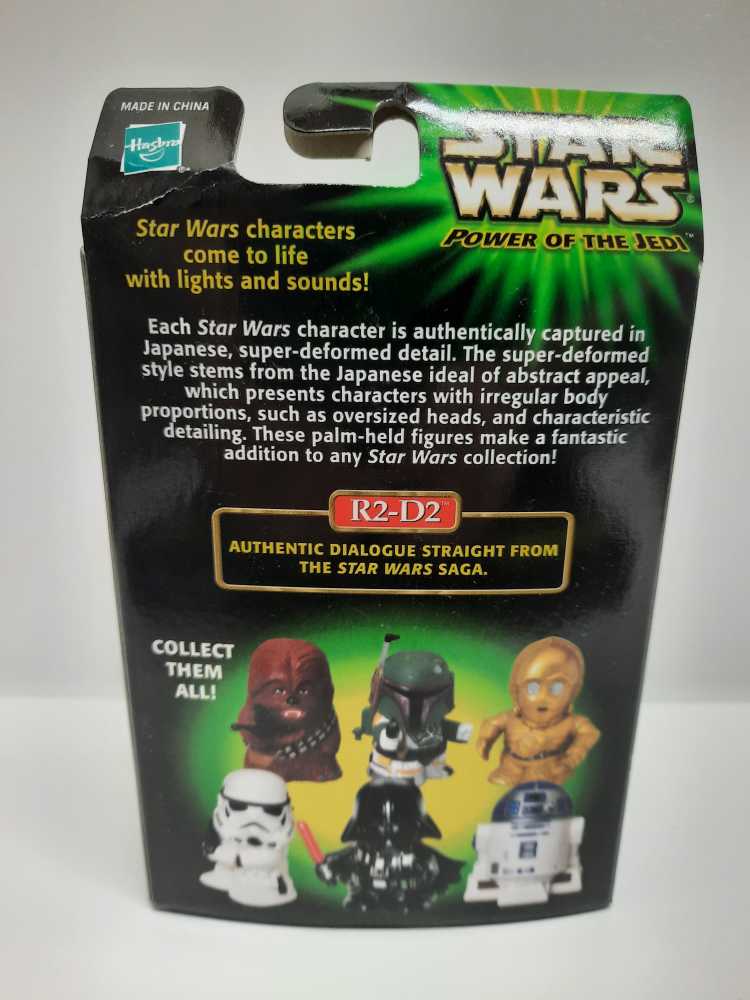 MADE IN CHINA
Hasbro
®
STAR
WARS®
POWER OF THE JEDI™
Star Wars characters
come to life
with lights and sounds!
Each Star Wars character is authentically captured in
Japanese, super-deformed detail. The super-deformed
style stems from the Japanese ideal of abstract appeal,
which presents characters with irregular body
proportions, such as oversized heads, and characteristic
detailing. These palm-held figures make a fantastic
addition to any Star Wars collection!
R2-D2™
AUTHENTIC DIALOGUE STRAIGHT FROM
THE STAR WARS SAGA.
COLLECT
THEM
ALL!